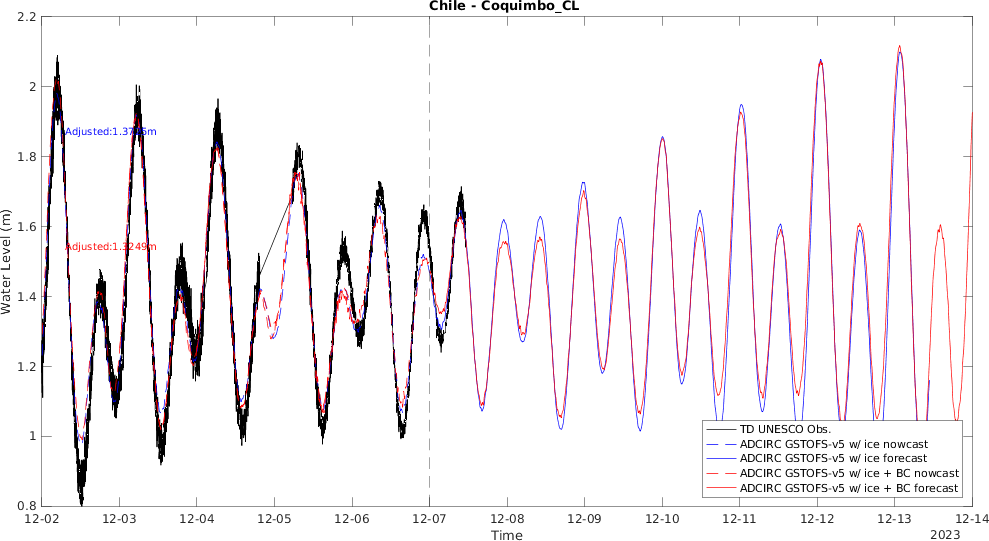 Chile - Coquimbo_CL
2.2
2
1.8
1.6
1.4
1.2
1
0.8
Water Level (m)
Adjusted:1.3249m
TD UNESCO Obs.
ADCIRC GSTOFS-v5 w/ ice nowcast
ADCIRC GSTOFS-v5 w/ ice forecast
ADCIRC GSTOFS-v5 w/ ice + BC nowcast
ADCIRC GSTOFS-v5 w/ ice + BC forecast
12-02 12-03 12-04 12-05 12-06 12-07 12-08 12-09 12-10 12-11 12-12 12-13 12-14
Time
2023